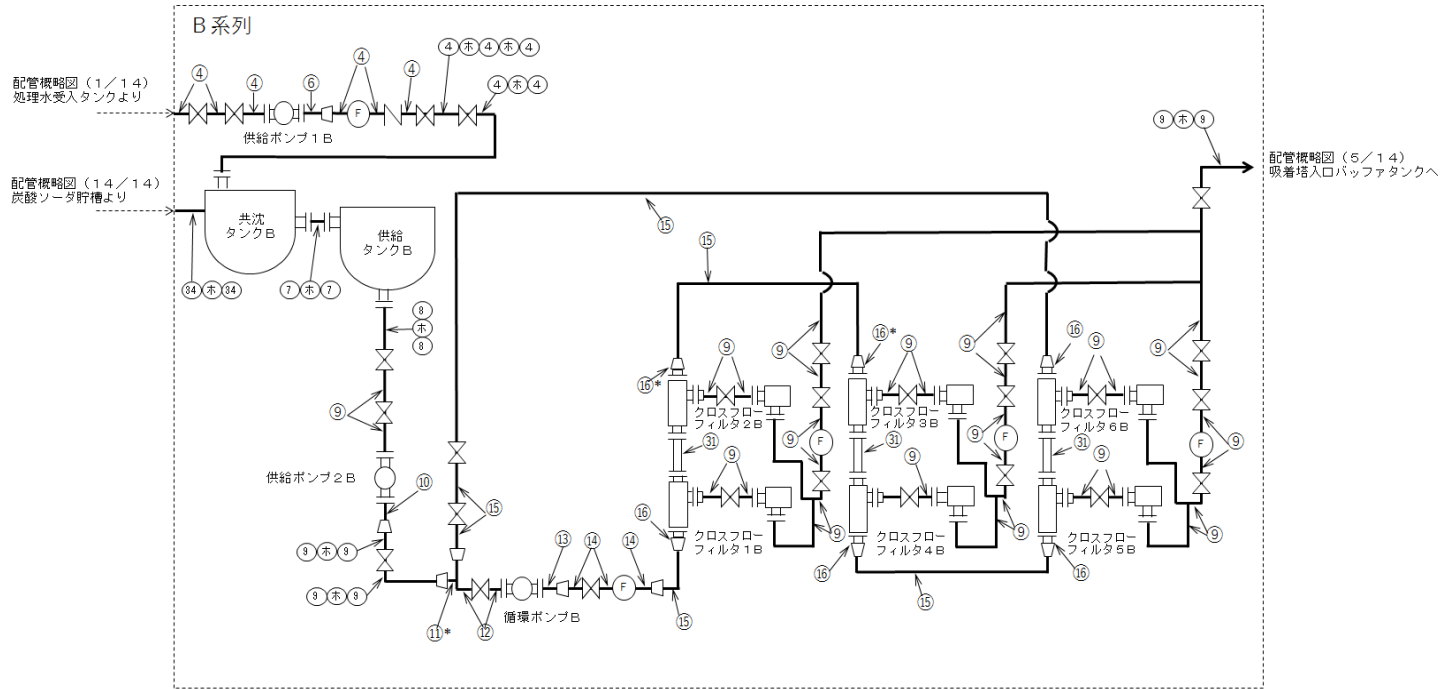 B系列
④
④
⑥
④
④
④ホ④ホ④
④ホ④
配管概略図(1/14)
処理水受入タンクより
F
供給ポンプ1B
⑨ホ⑨
配管概略図(5/14)
吸着塔入口バッファタンクへ
配管概略図(14/14)
炭酸ソーダ貯槽より
共沈
タンクB
供給
タンクB
34ホ34
⑦ホ⑦
⑧
ホ
⑧
⑮
⑮
⑯*
⑨
⑨
⑯*
⑨
⑨
⑯
⑨
⑨
クロスフロー
フィルタ2B
クロスフロー
フィルタ3B
クロスフロー
フィルタ6B
⑨
⑨
⑨
⑨
F
F
F
㉛
㉛
㉛
⑨
⑨
⑨
供給ポンプ2B
⑩
⑮
⑯
クロスフロー
フィルタ1B
⑨
クロスフロー
フィルタ4B
⑨
クロスフロー
フィルタ5B
⑨
⑨ホ⑨
⑨ホ⑨
⑬
⑭
⑭
F
⑯
⑯
⑪*
⑫
循環ポンプB
⑮
⑮